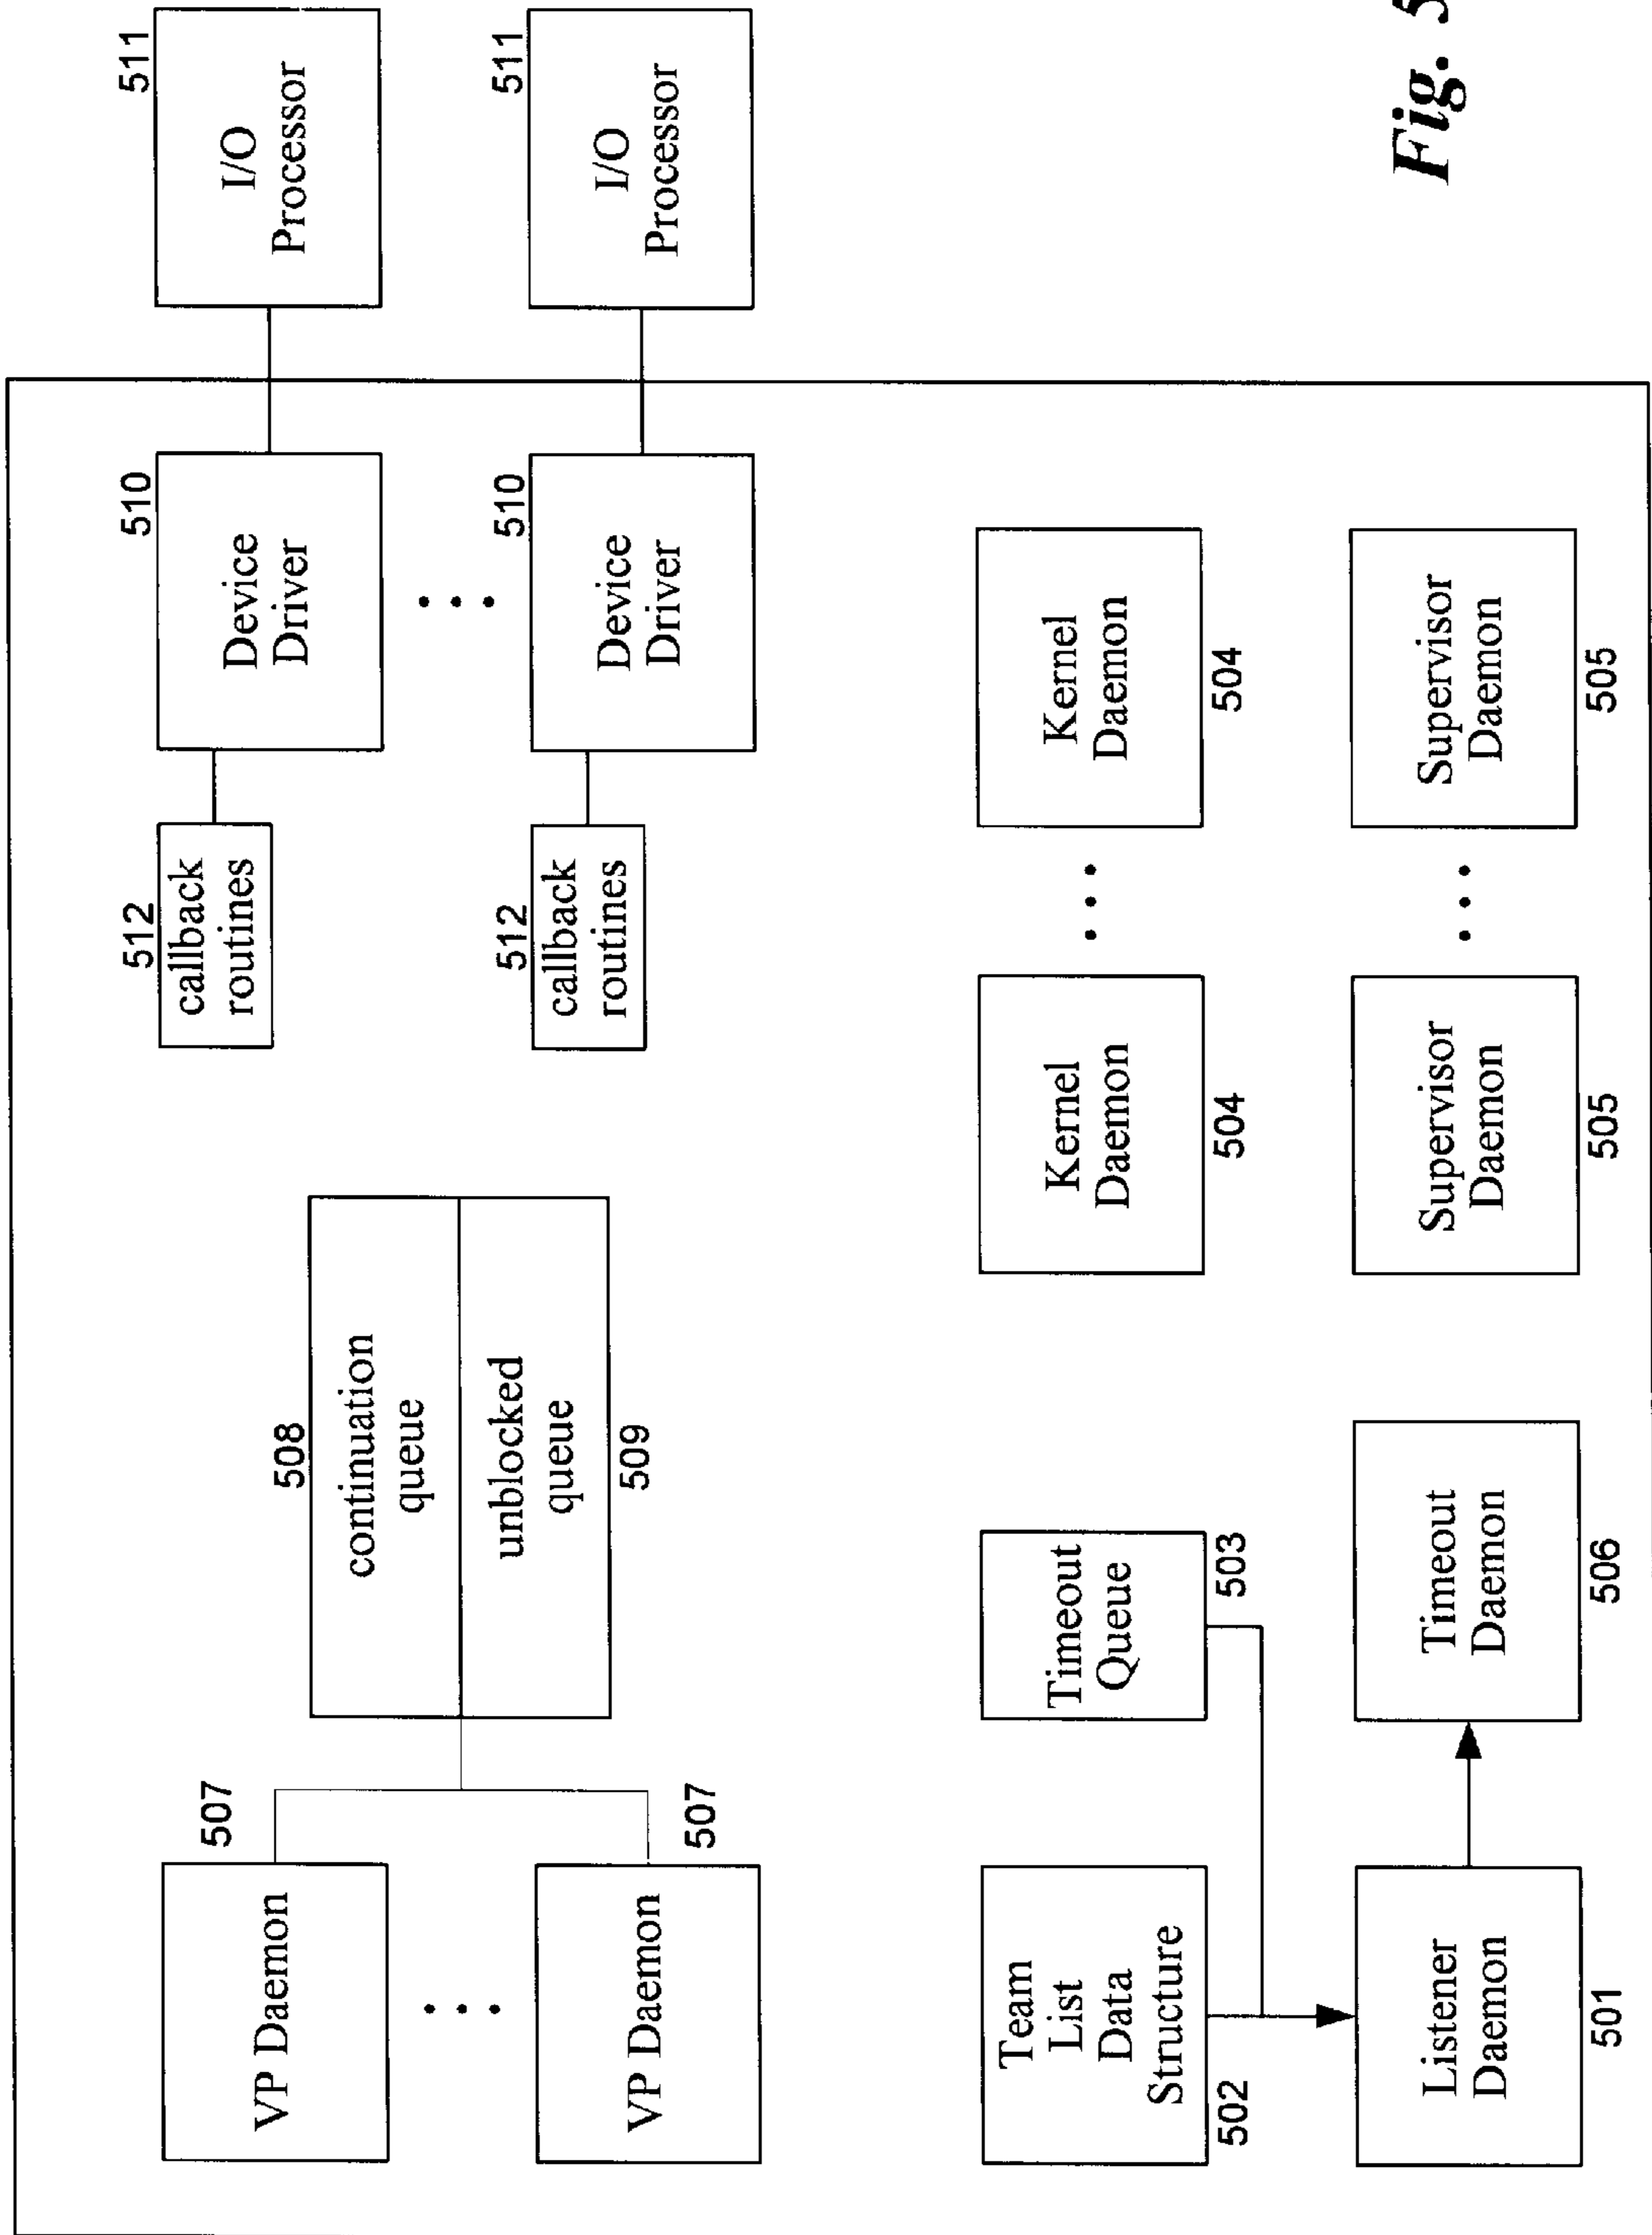 507
VP Daemon
508
continuation
queue
unblocked
queue
509
512
callback
routines
510
Device
Driver
511
I/O
Processor
507
VP Daemon
512
callback
routines
510
Device
Driver
511
I/O
Processor
502
Team
List
Data
Structure
Timeout
Queue
503
Kernel
Daemon
504
Kernel
Daemon
504
Listener
Daemon
501
Timeout
Daemon
506
Supervisor
Daemon
505
Supervisor
Daemon
505
Fig. 5